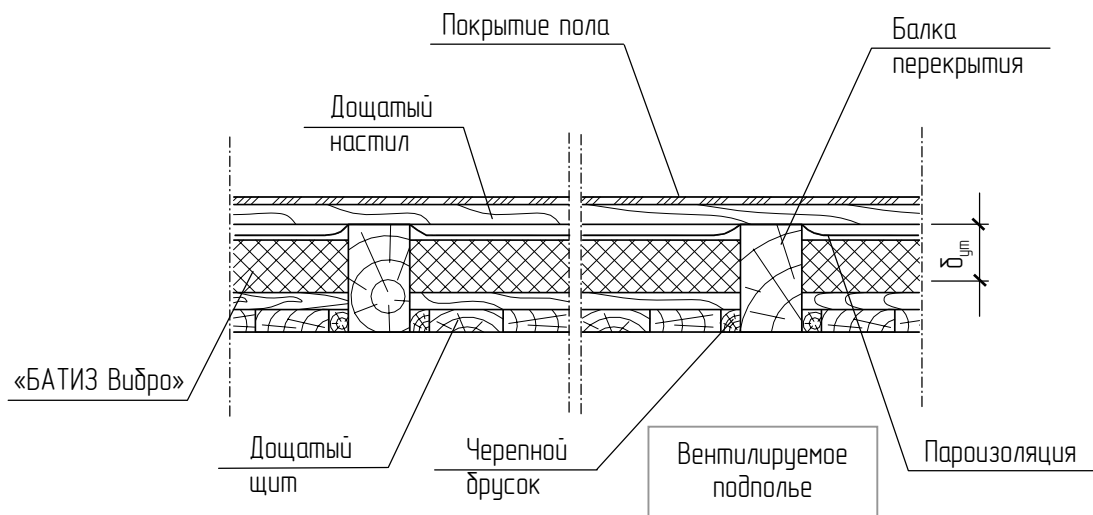 Покрытие пола
Балка
перекрытия
Дощатый
настил
δут
«БАТИЗ Вибро»
Дощатый
щит
Черепной
брусок
Вентилируемое
подполье
Пароизоляция